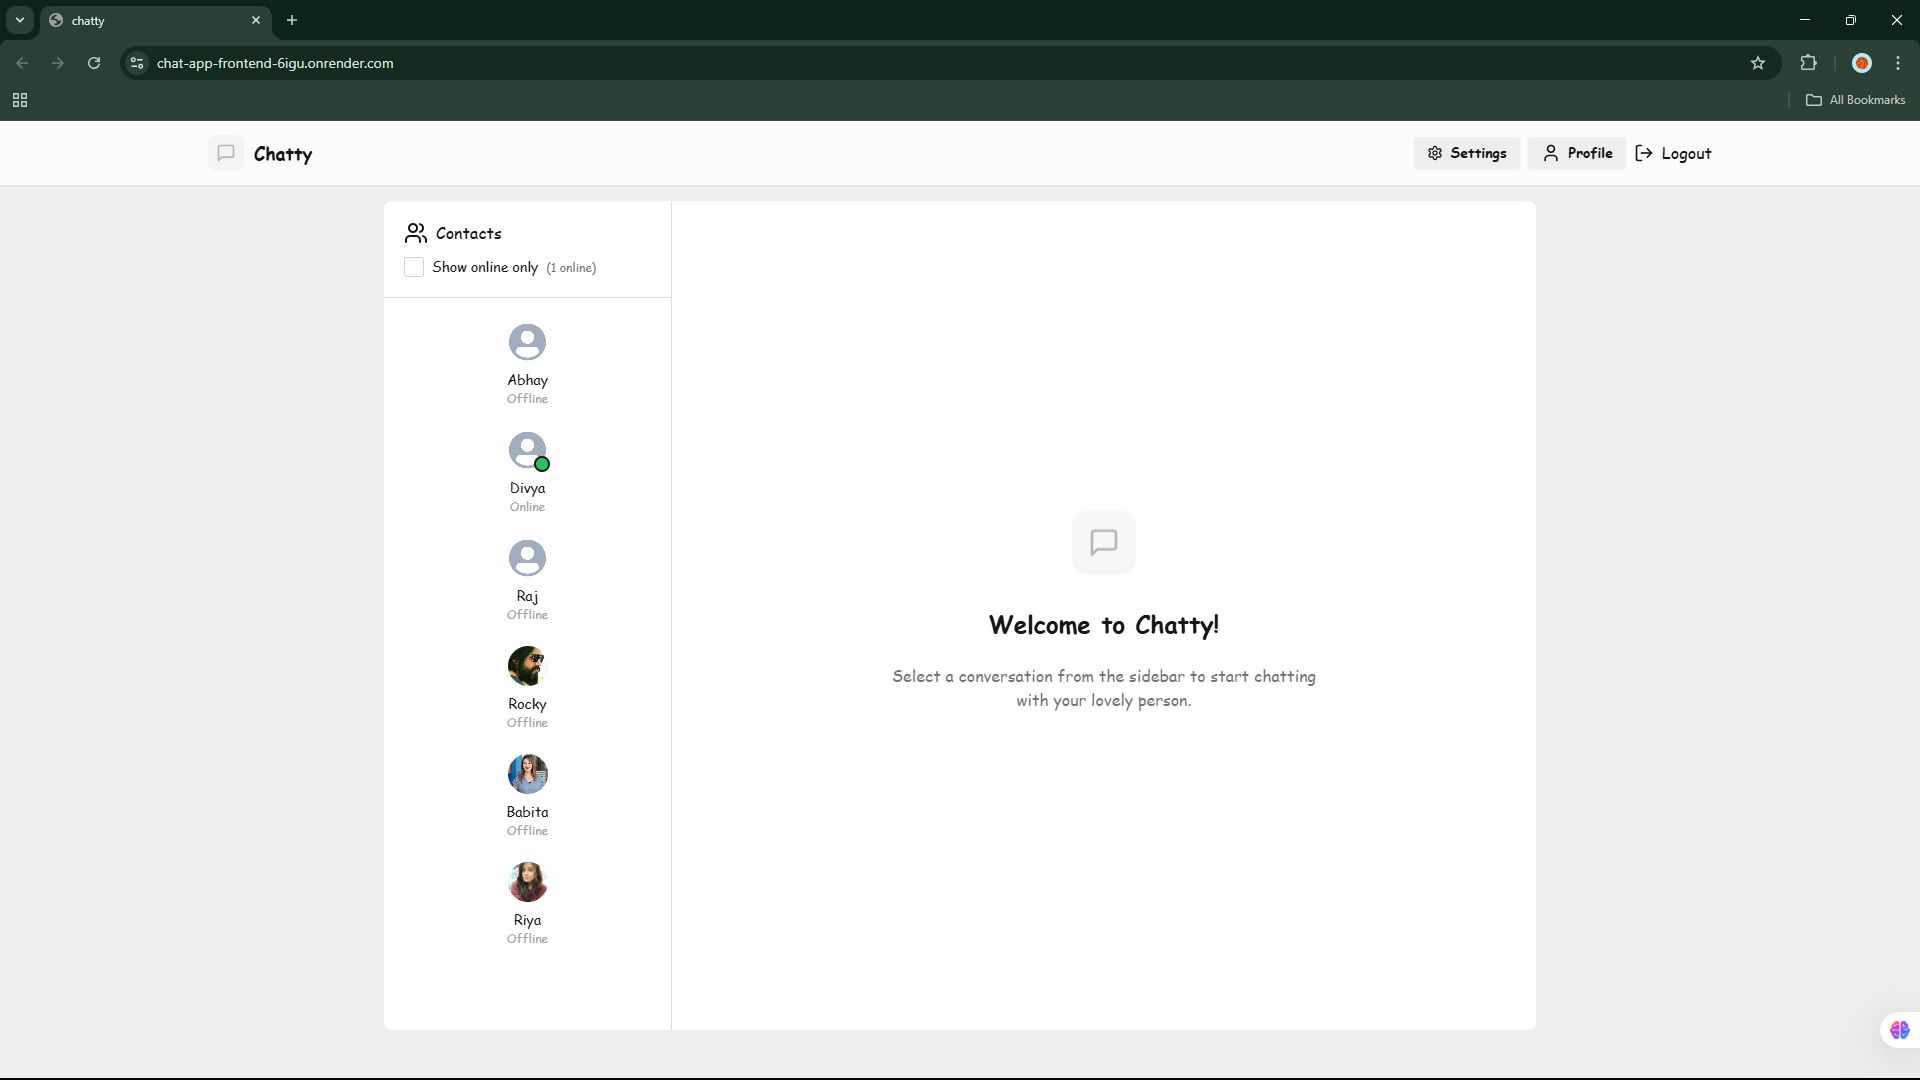 chatty
chat-app-frontend-6igu.onrender.com
All Bookmarks
Chatty
Settings
Profile
Logout
Contacts
Show online only (1 online)
Abhay
Offline
Divya
Online
Raj
Offline
Rocky
Offline
Babita
Offline
Riya
Offline
Welcome to Chatty!
Select a conversation from the sidebar to start chatting
with your lovely person.